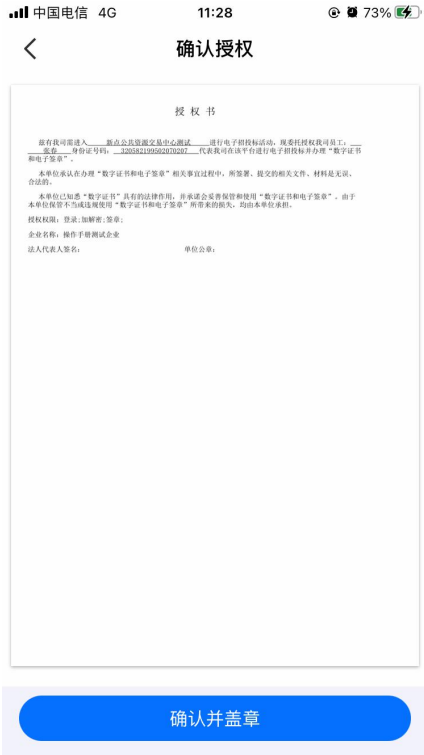 中国电信 4G 11:28 73%
确认授权
授 权 书
兹有我司需进入 新点公共资源交易中心测试 进行电子招投标活动，现委托授权我司员工：
张春 身份证号码： 320582199502070207 代表我司在该平台进行电子招投标并办理“数字证书
和电子签章”。
本单位承认在办理“数字证书和电子签章”相关事宜过程中，所签署、提交的相关文件、材料是无误、
合法的。
本单位已知悉“数字证书”具有的法律作用，并承诺会妥善保管和使用“数字证书和电子签章”。由于
本单位保管不当或违规使用“数字证书和电子签章”所带来的损失，均由本单位承担。
授权权限：登录;加解密;签章;
企业名称：操作手册测试企业
法人代表人签名： 单位公章：
确认并盖章